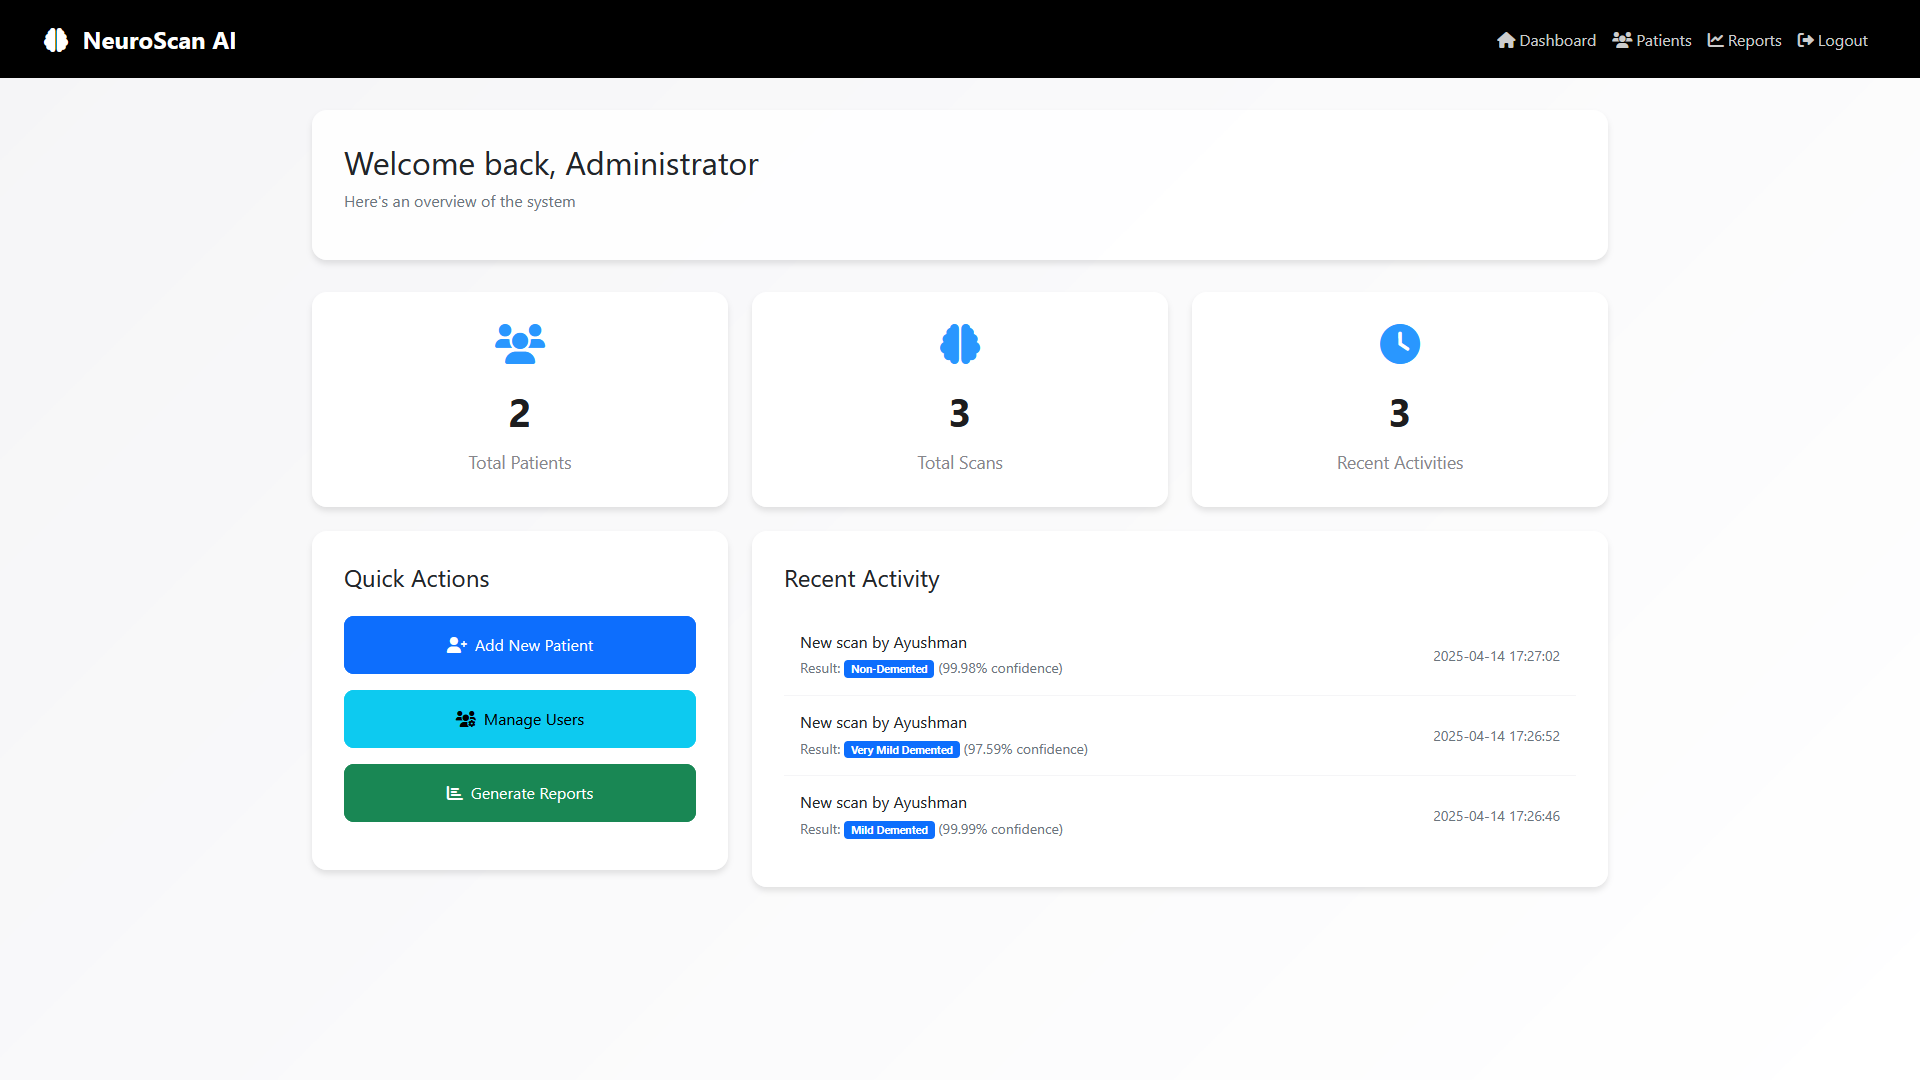 NeuroScan AI
Dashboard Patients Reports Logout
Welcome back, Administrator
Here's an overview of the system
2
Total Patients
3
Total Scans
3
Recent Activities
Quick Actions
Add New Patient
Manage Users
Generate Reports
Recent Activity
New scan by Ayushman
Result: Non-Demented (99.98% confidence)
2025-04-14 17:27:02
New scan by Ayushman
Result: Very Mild Demented (97.59% confidence)
2025-04-14 17:26:52
New scan by Ayushman
Result: Mild Demented (99.99% confidence)
2025-04-14 17:26:46